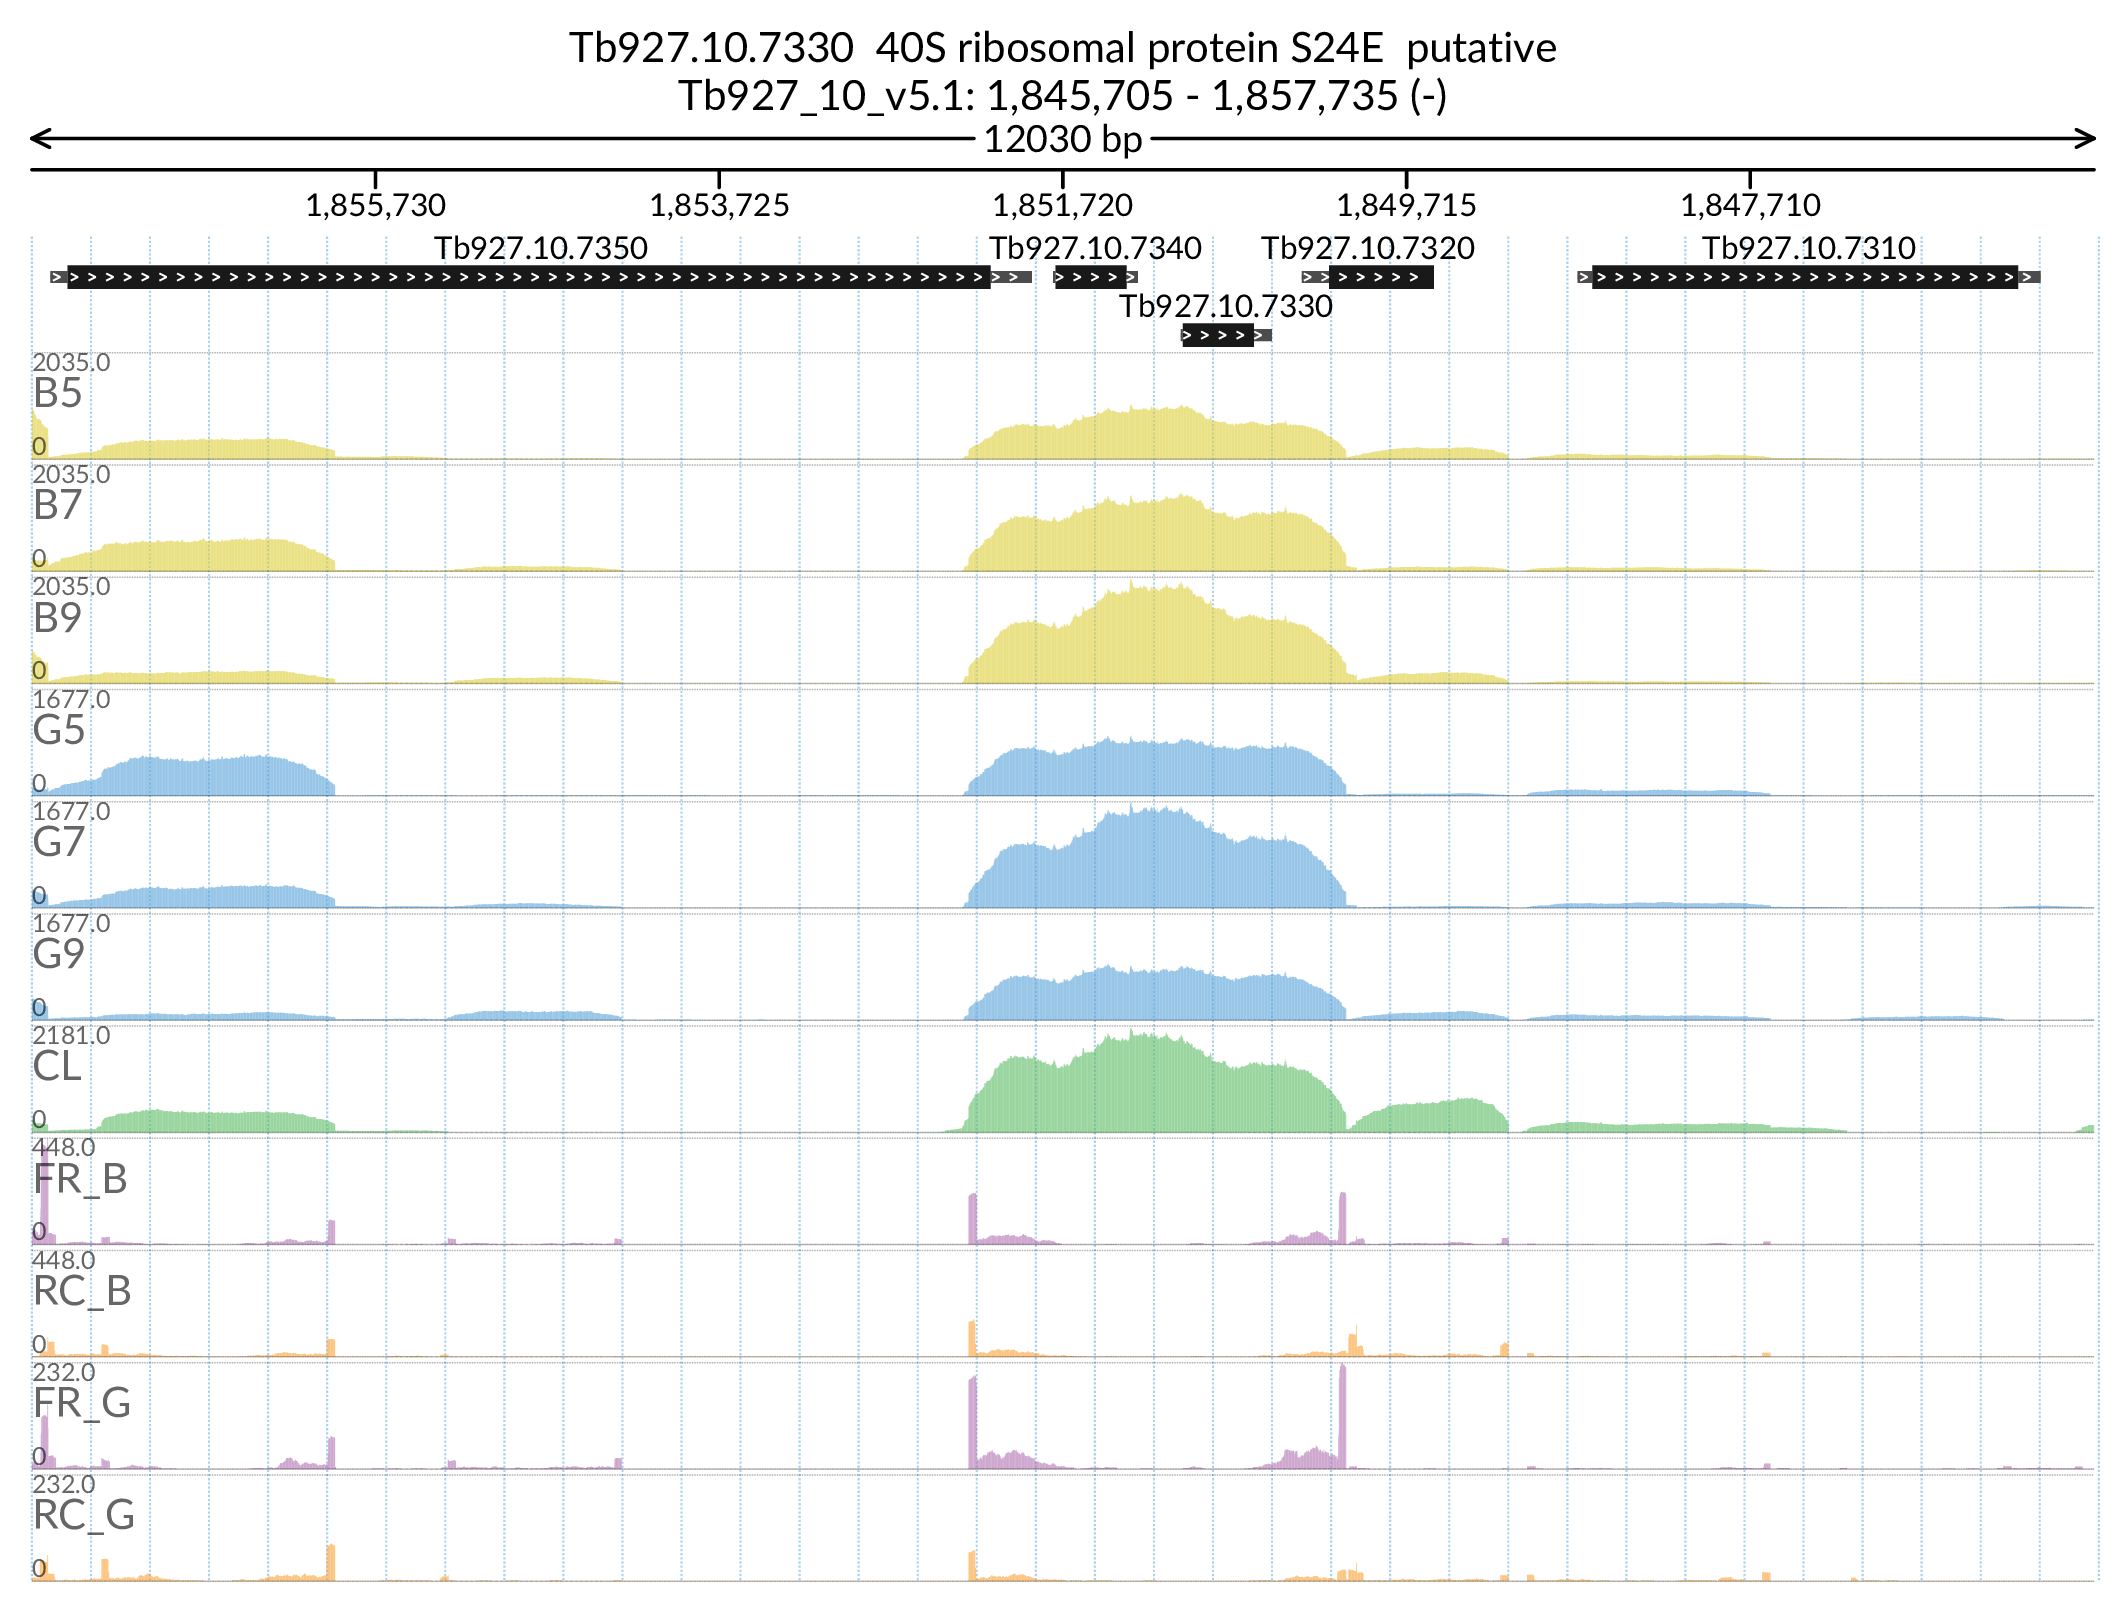 Tb927.10.7330  40S ribosomal protein S24E  putative
Tb927_10_v5.1: 1,845,705 - 1,857,735 (-)
12030 bp
1,855,730 1,853,725 1,851,720 1,849,715 1,847,710
Tb927.10.7350 Tb927.10.7340 Tb927.10.7320 Tb927.10.7310
Tb927.10.7330
2035.0
B5
0
2035.0
B7
0
2035.0
B9
0
1677.0
G5
0
1677.0
G7
0
1677.0
G9
0
2181.0
CL
0
448.0
FR_B
0
448.0
RC_B
0
232.0
FR_G
0
232.0
RC_G
0